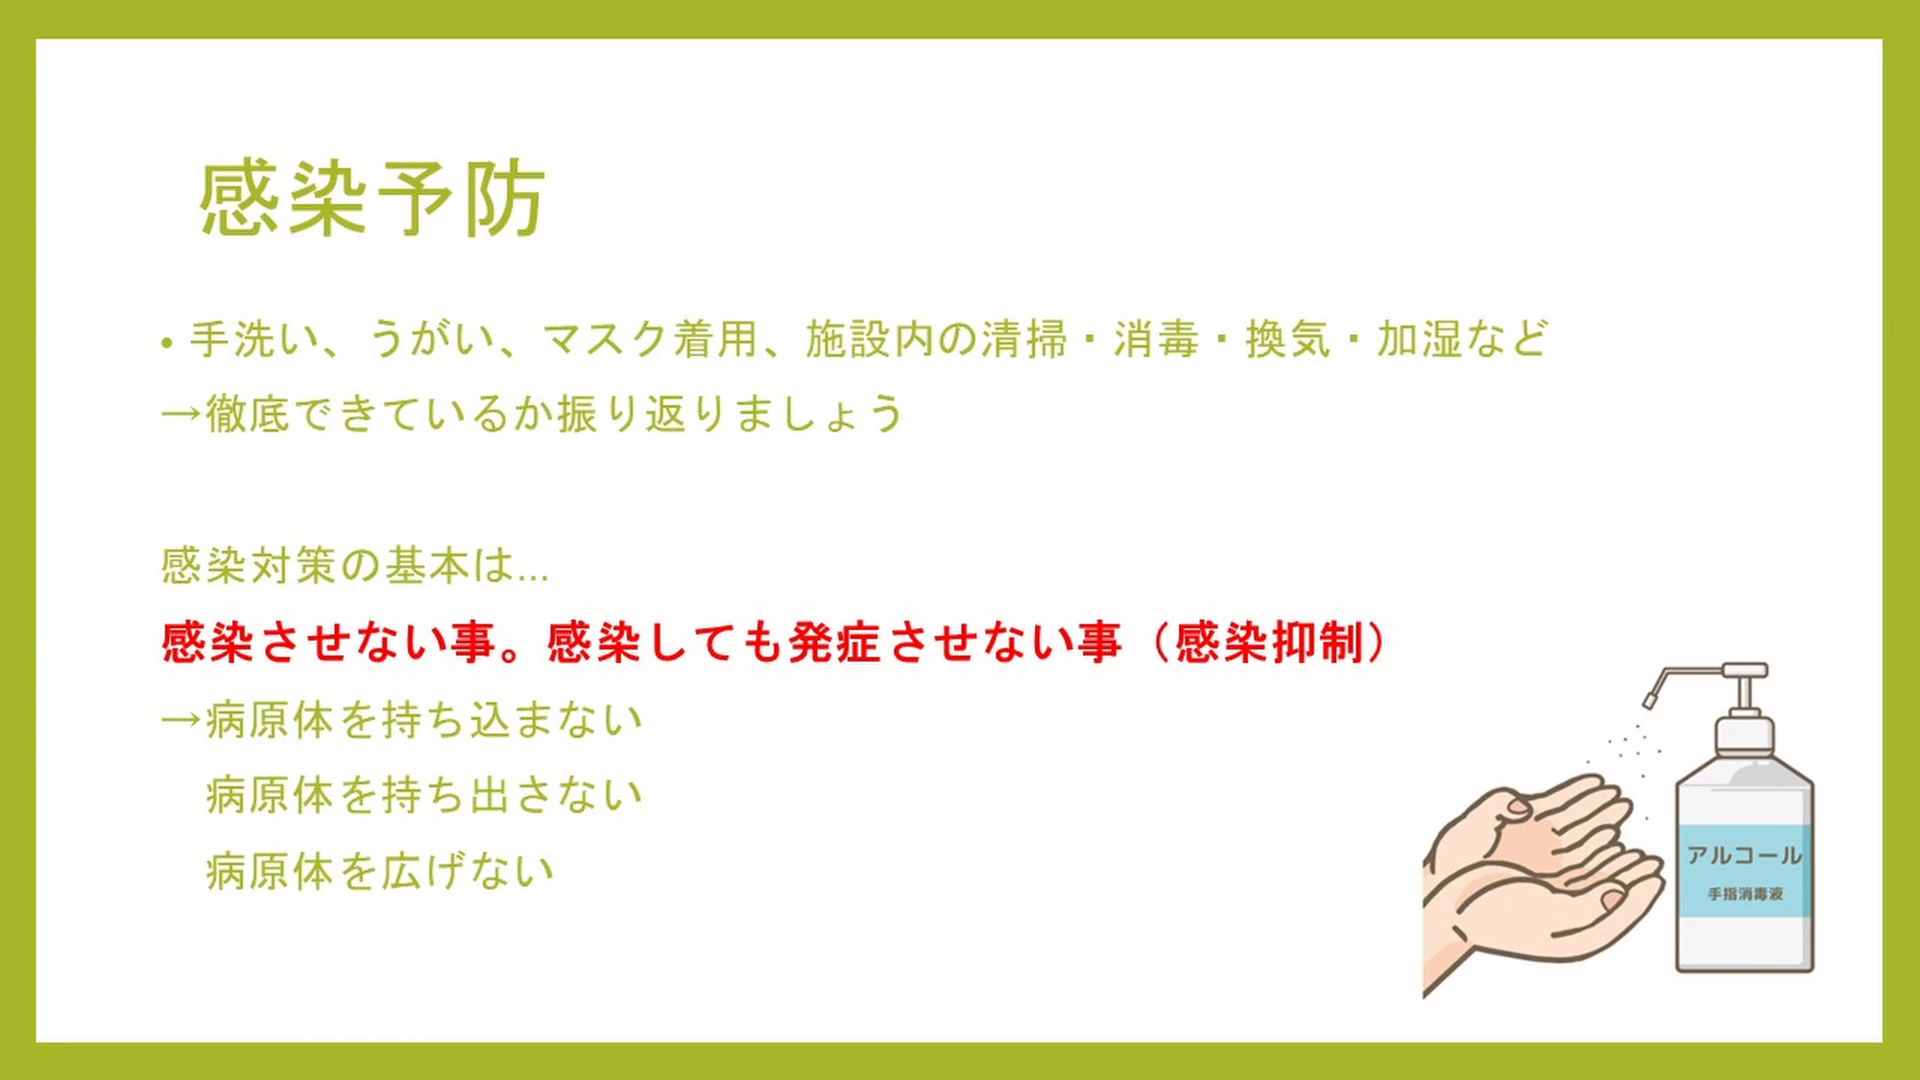 感染予防
• 手洗い、うがい、マスク着用、施設内の清掃・消毒・換気・加湿など
→徹底できているか振り返りましょう
感染対策の基本は…
感染させない事。感染しても発症させない事（感染抑制）
→病原体を持ち込まない
病原体を持ち出さない
病原体を広げない
アルコール
手指消毒液